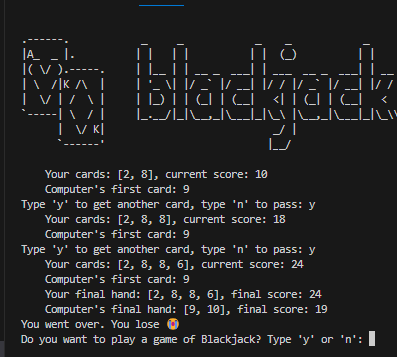 Your cards: [2, 8], current score: 10
Computer's first card: 9
Type 'y' to get another card, type 'n' to pass: y
Your cards: [2, 8, 8], current score: 18
Computer's first card: 9
Type 'y' to get another card, type 'n' to pass: y
Your cards: [2, 8, 8, 6], current score: 24
Computer's first card: 9
Your final hand: [2, 8, 8, 6], final score: 24
Computer's final hand: [9, 10], final score: 19
You went over. You lose 😭
Do you want to play a game of Blackjack? Type 'y' or 'n':